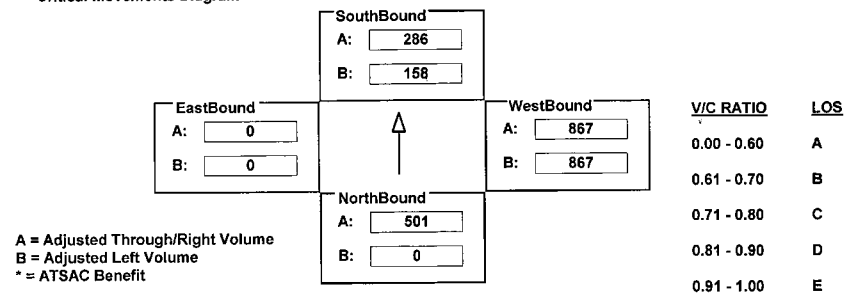 Critical Movements Diagram
SouthBound
A: 286
B: 158
EastBound
A: 0
B: 0
WestBound
A: 867
B: 867
NorthBound
A: 501
B: 0
A = Adjusted Through/Right Volume
B = Adjusted Left Volume
* = ATSAC Benefit
V/C RATIO LOS
0.00 - 0.60 A
0.61 - 0.70 B
0.71 - 0.80 C
0.81 - 0.90 D
0.91 - 1.00 E